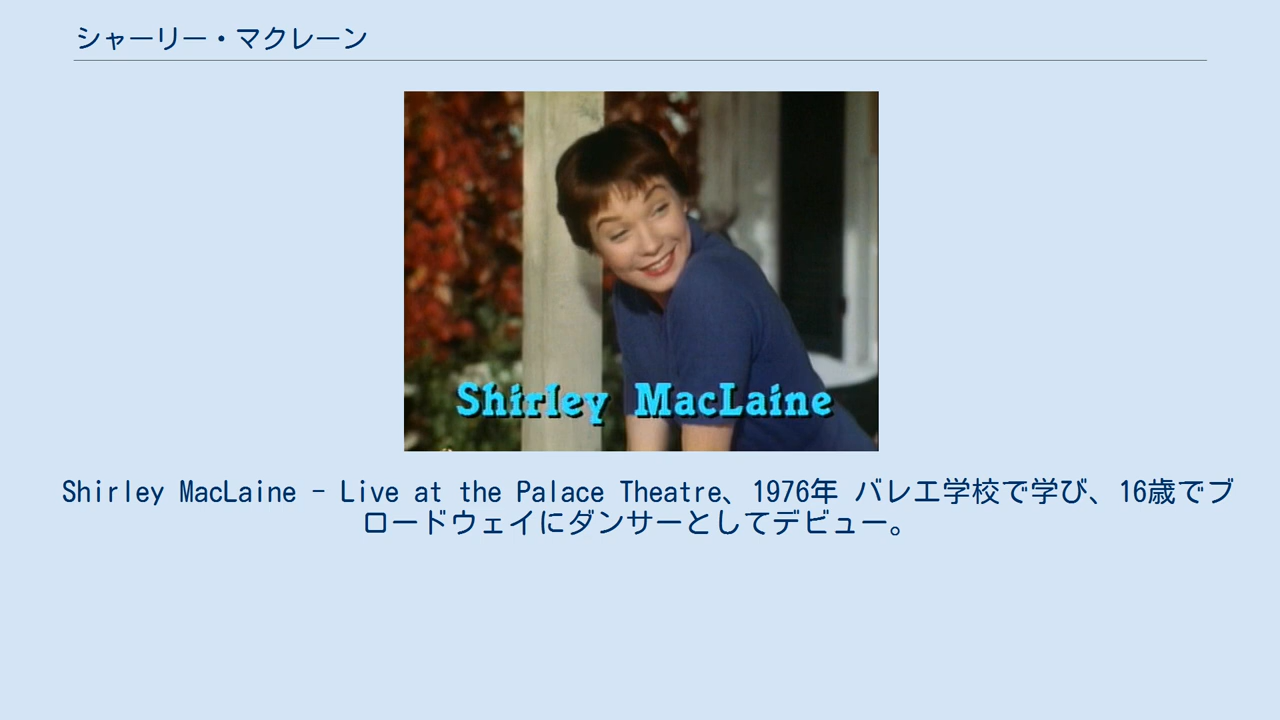 シャーリー・マクレーン
Shirley MacLaine
Shirley MacLaine - Live at the Palace Theatre、1976年 バレエ学校で学び、16歳でブ
ロードウェイにダンサーとしてデビュー。